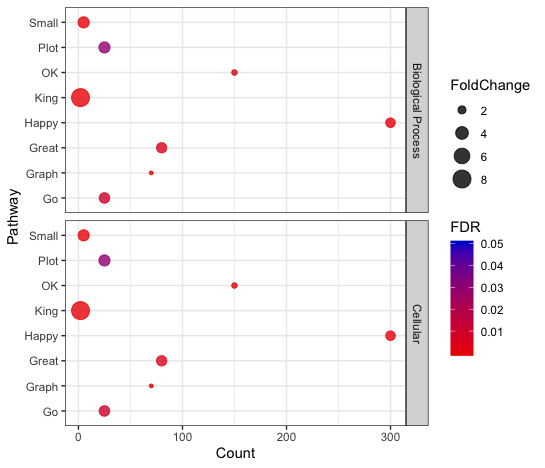 Pathway
Small
Plot
OK
King
Happy
Great
Graph
Go
Biological Process
Small
Plot
OK
King
Happy
Great
Graph
Go
Cellular
0 100 200 300
Count
FoldChange
2
4
6
8
FDR
0.05
0.04
0.03
0.02
0.01